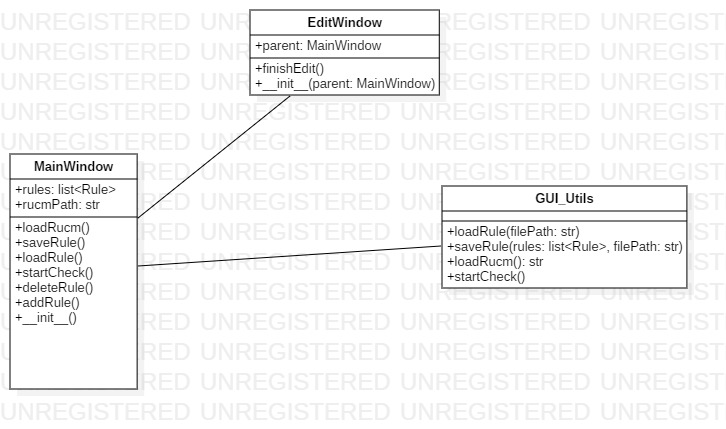 EditWindow
+parent: MainWindow
+finishEdit()
+__init__(parent: MainWindow)
MainWindow
+rules: list<Rule>
+rucmPath: str
+loadRucm()
+saveRule()
+loadRule()
+startCheck()
+deleteRule()
+addRule()
+__init__()
GUI_Utils
+loadRule(filePath: str)
+saveRule(rules: list<Rule>, filePath: str)
+loadRucm(): str
+startCheck()
UNREGISTERED UNREGISTERED UNREGISTERED UNREGIST